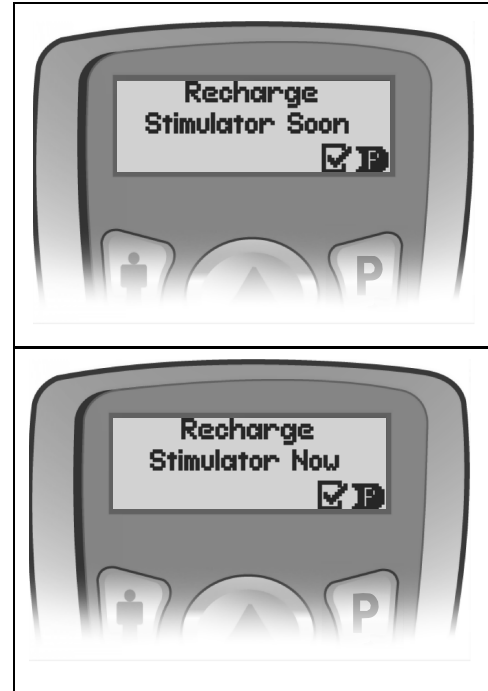 Recharge
Stimulator Soon
P
P
Recharge
Stimulator Now
P
P